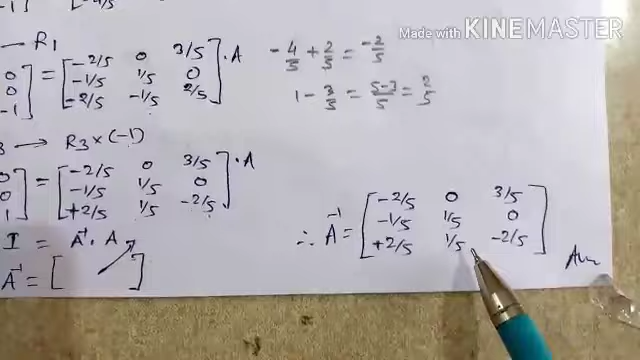 Made with KINEMASTER
→ R₁
0] = [-2/5 0 3/5] · A
0] [-1/5 1/5 0]
-1] [-2/5 -1/5 2/5]
-4/5 + 2/5 = -2/5
1 - 3/5 = (5-3)/5 = 2/5
→ R₃ × (-1)
0] = [-2/5 0 3/5] · A
0] [-1/5 1/5 0]
1] [+2/5 1/5 -2/5]
I = A⁻¹ · A
A⁻¹ = [ ]
∴ A⁻¹ = [-2/5 0 3/5]
[-1/5 1/5 0]
[+2/5 1/5 -2/5]
Ans